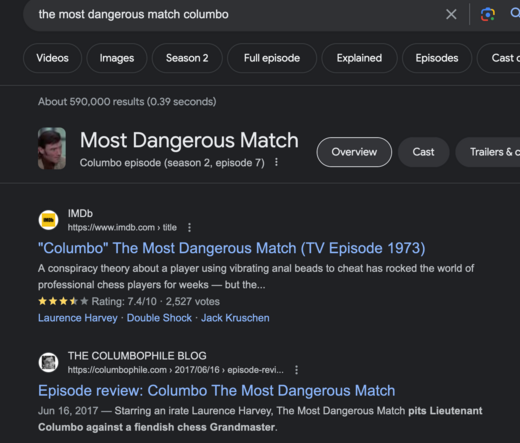 the most dangerous match columbo
Videos Images Season 2 Full episode Explained Episodes Cast
About 590,000 results (0.39 seconds)
Most Dangerous Match
Columbo episode (season 2, episode 7)
Overview Cast Trailers &
IMDb
https://www.imdb.com › title
"Columbo" The Most Dangerous Match (TV Episode 1973)
A conspiracy theory about a player using vibrating anal beads to cheat has rocked the world of
professional chess players for weeks — but the...
Rating: 7.4/10 · 2,527 votes
Laurence Harvey · Double Shock · Jack Kruschen
THE COLUMBOPHILE BLOG
https://columbophile.com › 2017/06/16 › episode-revi...
Episode review: Columbo The Most Dangerous Match
Jun 16, 2017 — Starring an irate Laurence Harvey, The Most Dangerous Match pits Lieutenant
Columbo against a fiendish chess Grandmaster.